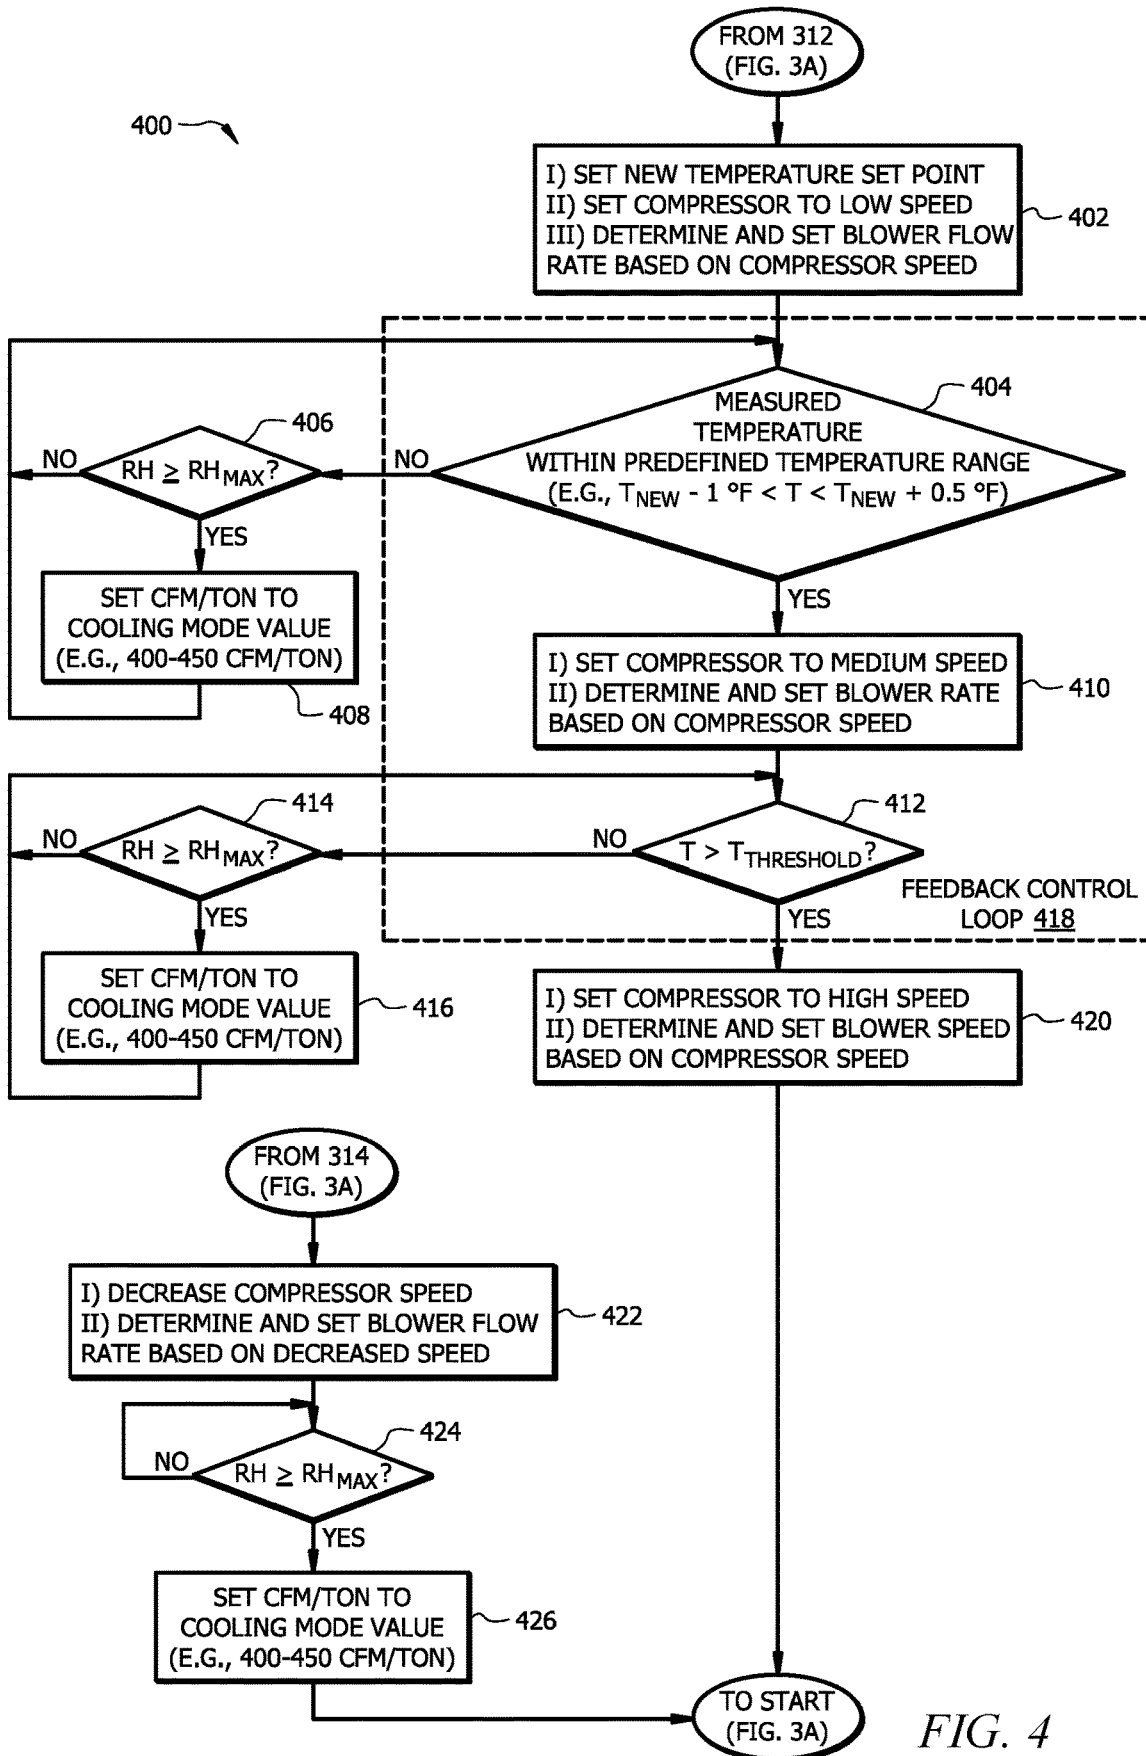 FROM 312
(FIG. 3A)
400
I) SET NEW TEMPERATURE SET POINT
II) SET COMPRESSOR TO LOW SPEED
III) DETERMINE AND SET BLOWER FLOW
RATE BASED ON COMPRESSOR SPEED
402
404
MEASURED
TEMPERATURE
WITHIN PREDEFINED TEMPERATURE RANGE
(E.G., TNEW - 1 °F < T < TNEW + 0.5 °F)
NO
YES
406
RH ≥ RHMAX?
NO
YES
SET CFM/TON TO
COOLING MODE VALUE
(E.G., 400-450 CFM/TON)
408
I) SET COMPRESSOR TO MEDIUM SPEED
II) DETERMINE AND SET BLOWER RATE
BASED ON COMPRESSOR SPEED
410
412
T > TTHRESHOLD?
NO
YES
FEEDBACK CONTROL
LOOP 418
414
RH ≥ RHMAX?
NO
YES
SET CFM/TON TO
COOLING MODE VALUE
(E.G., 400-450 CFM/TON)
416
I) SET COMPRESSOR TO HIGH SPEED
II) DETERMINE AND SET BLOWER SPEED
BASED ON COMPRESSOR SPEED
420
FROM 314
(FIG. 3A)
I) DECREASE COMPRESSOR SPEED
II) DETERMINE AND SET BLOWER FLOW
RATE BASED ON DECREASED SPEED
422
424
RH ≥ RHMAX?
NO
YES
SET CFM/TON TO
COOLING MODE VALUE
(E.G., 400-450 CFM/TON)
426
TO START
(FIG. 3A)
FIG. 4